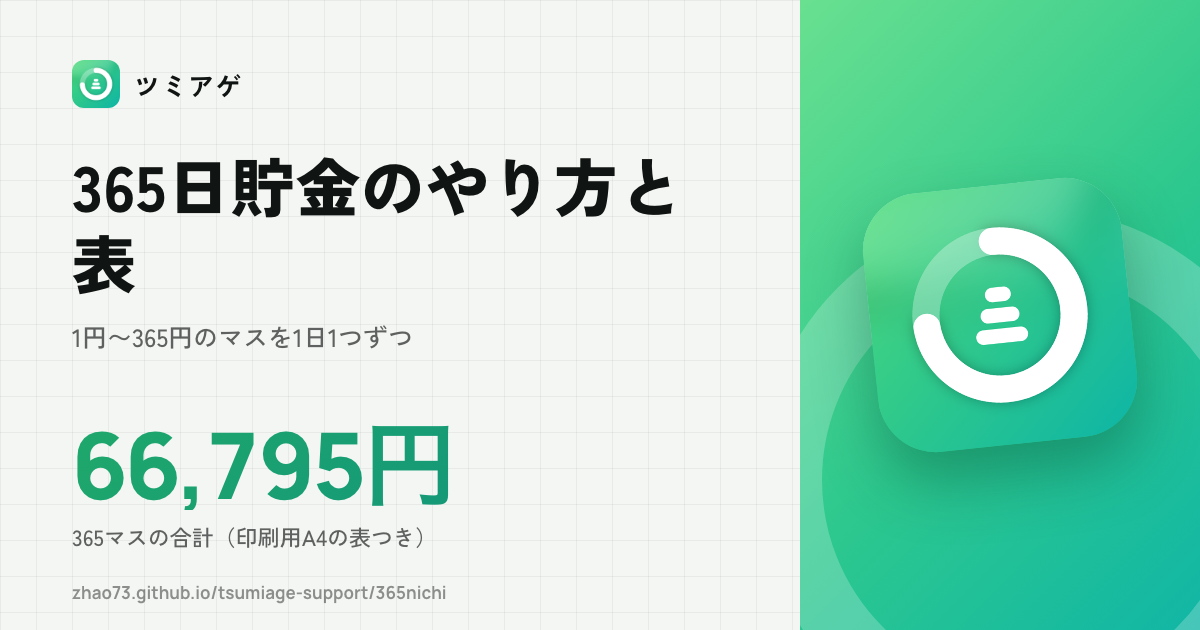 ツミアゲ
365日貯金のやり方と
表
1円〜365円のマスを1日1つずつ
66,795円
365マスの合計（印刷用A4の表つき）
zhao73.github.io/tsumiage-support/365nichi